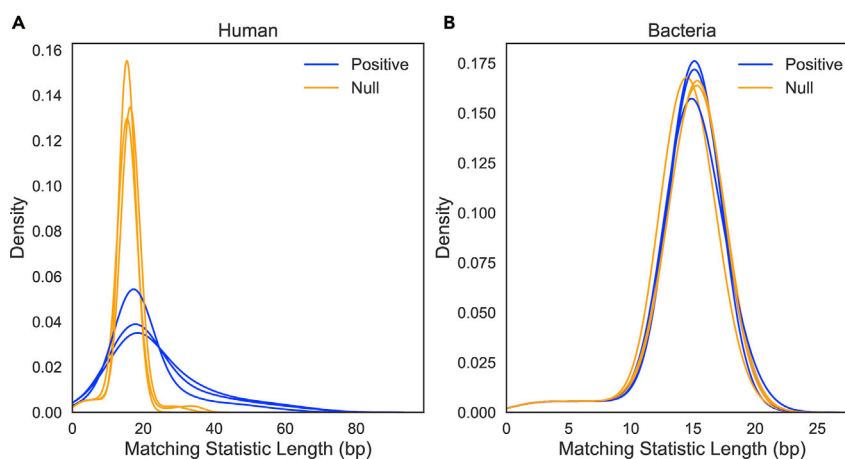 A
Human
0.16
0.14
0.12
0.10
0.08
0.06
0.04
0.02
0.00
Density
Positive
Null
0
20
40
60
80
Matching Statistic Length (bp)
B
Bacteria
0.175
0.150
0.125
0.100
0.075
0.050
0.025
0.000
Density
Positive
Null
0
5
10
15
20
25
Matching Statistic Length (bp)